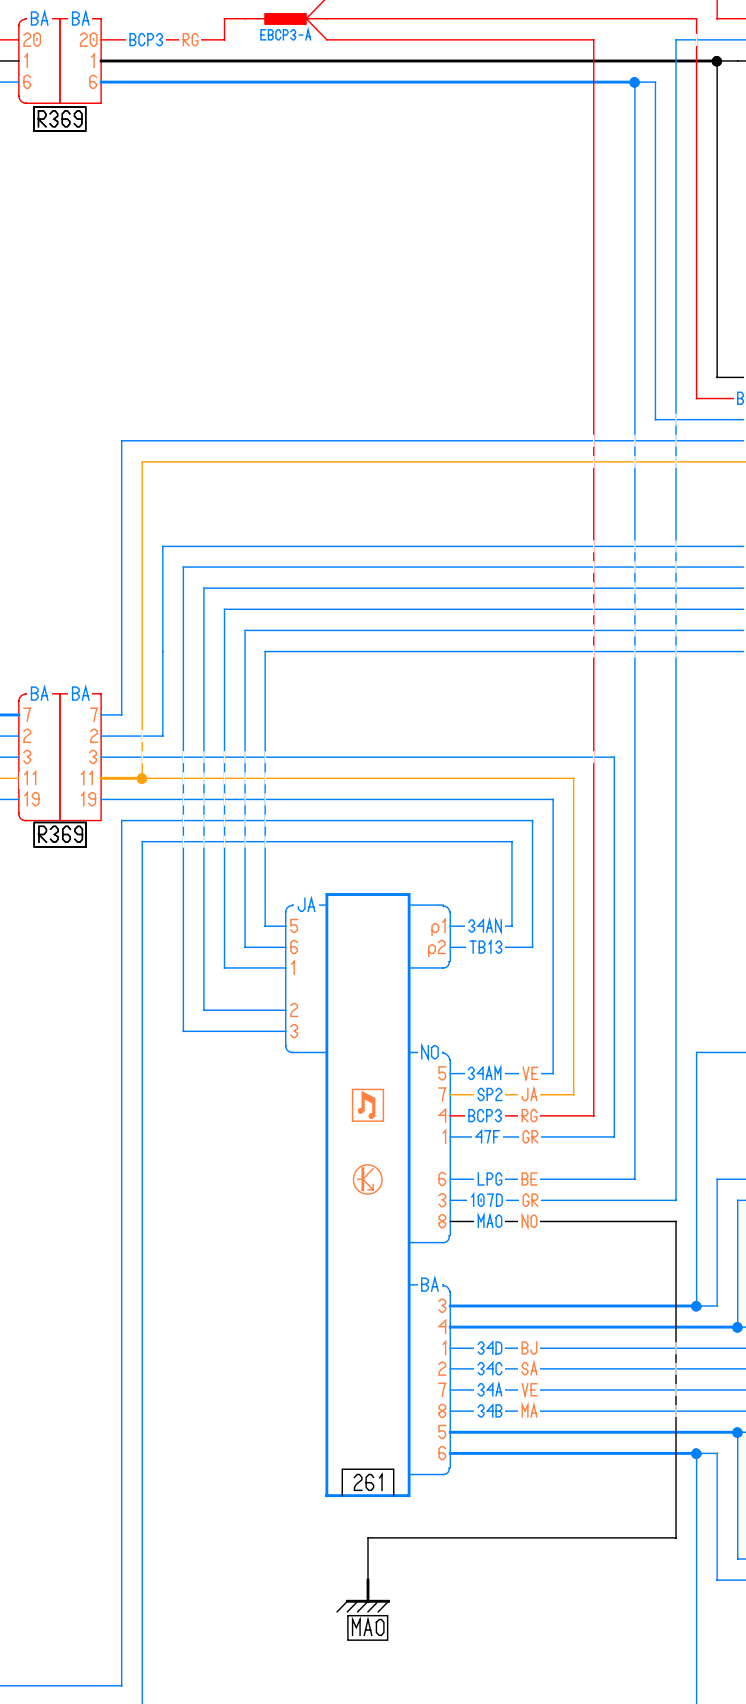 BA BA
20 20 BCP3 RG
EBCP3-A
1 1
6 6
R369
B
BA BA
7 7
2 2
3 3
11 11
19 19
R369
JA
5 p1 34AN
6 p2 TB13
1
2
3
NO
5 34AM VE
7 SP2 JA
4 BCP3 RG
1 47F GR
6 LPG BE
3 107D GR
8 MAO NO
BA
3
4
1 34D BJ
2 34C SA
7 34A VE
8 34B MA
5
6
261
MAO